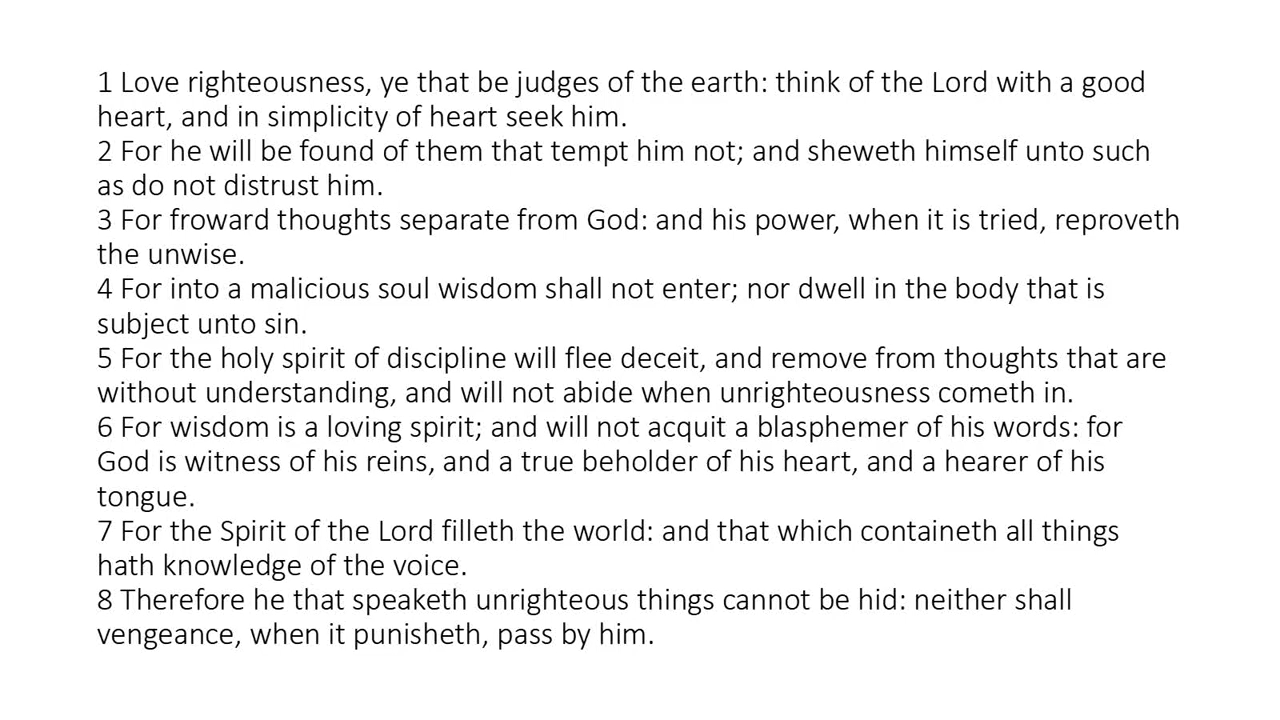 1 Love righteousness, ye that be judges of the earth: think of the Lord with a good
heart, and in simplicity of heart seek him.
2 For he will be found of them that tempt him not; and sheweth himself unto such
as do not distrust him.
3 For froward thoughts separate from God: and his power, when it is tried, reproveth
the unwise.
4 For into a malicious soul wisdom shall not enter; nor dwell in the body that is
subject unto sin.
5 For the holy spirit of discipline will flee deceit, and remove from thoughts that are
without understanding, and will not abide when unrighteousness cometh in.
6 For wisdom is a loving spirit; and will not acquit a blasphemer of his words: for
God is witness of his reins, and a true beholder of his heart, and a hearer of his
tongue.
7 For the Spirit of the Lord filleth the world: and that which containeth all things
hath knowledge of the voice.
8 Therefore he that speaketh unrighteous things cannot be hid: neither shall
vengeance, when it punisheth, pass by him.